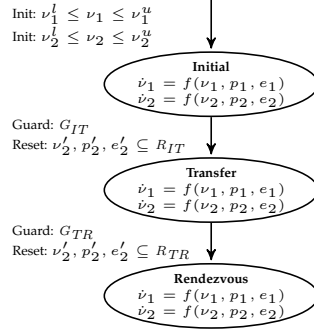 Init: ν₁ˡ ≤ ν₁ ≤ ν₁ᵘ
Init: ν₂ˡ ≤ ν₂ ≤ ν₂ᵘ
Initial
ν̇₁ = f(ν₁, p₁, e₁)
ν̇₂ = f(ν₂, p₂, e₂)
Guard: G_IT
Reset: ν₂′, p₂′, e₂′ ⊆ R_IT
Transfer
ν̇₁ = f(ν₁, p₁, e₁)
ν̇₂ = f(ν₂, p₂, e₂)
Guard: G_TR
Reset: ν₂′, p₂′, e₂′ ⊆ R_TR
Rendezvous
ν̇₁ = f(ν₁, p₁, e₁)
ν̇₂ = f(ν₂, p₂, e₂)